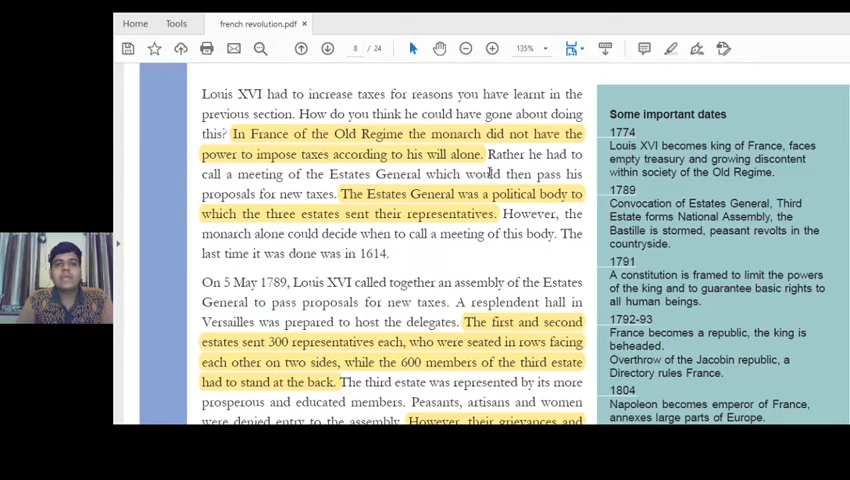 Home Tools french revolution.pdf ×
8 / 24 135%
Louis XVI had to increase taxes for reasons you have learnt in the
previous section. How do you think he could have gone about doing
this? In France of the Old Regime the monarch did not have the
power to impose taxes according to his will alone. Rather he had to
call a meeting of the Estates General which would then pass his
proposals for new taxes. The Estates General was a political body to
which the three estates sent their representatives. However, the
monarch alone could decide when to call a meeting of this body. The
last time it was done was in 1614.
On 5 May 1789, Louis XVI called together an assembly of the Estates
General to pass proposals for new taxes. A resplendent hall in
Versailles was prepared to host the delegates. The first and second
estates sent 300 representatives each, who were seated in rows facing
each other on two sides, while the 600 members of the third estate
had to stand at the back. The third estate was represented by its more
prosperous and educated members. Peasants, artisans and women
were denied entry to the assembly. However, their grievances and
Some important dates
1774
Louis XVI becomes king of France, faces
empty treasury and growing discontent
within society of the Old Regime.
1789
Convocation of Estates General, Third
Estate forms National Assembly, the
Bastille is stormed, peasant revolts in the
countryside.
1791
A constitution is framed to limit the powers
of the king and to guarantee basic rights to
all human beings.
1792-93
France becomes a republic, the king is
beheaded.
Overthrow of the Jacobin republic, a
Directory rules France.
1804
Napoleon becomes emperor of France,
annexes large parts of Europe.